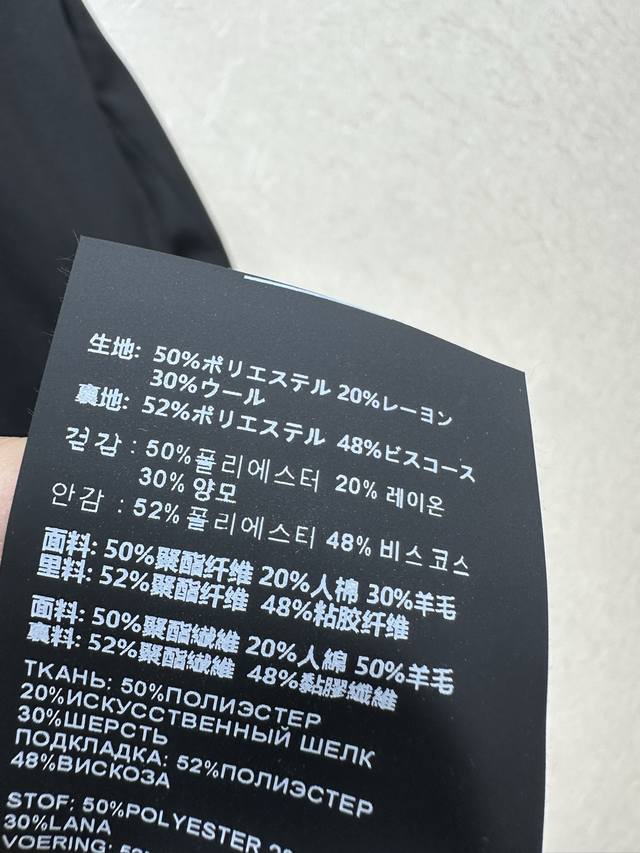 生地: 50%ポリエステル 20%レーヨン
30%ウール
裏地: 52%ポリエステル 48%ビスコース
겉감 : 50%폴리에스터 20% 레이온
30% 양모
안감 : 52%폴리에스터 48% 비스코스
面料: 50%聚酯纤维 20%人棉 30%羊毛
里料: 52%聚酯纤维 48%粘胶纤维
面料: 50%聚酯纖維 20%人綿 50%羊毛
裏料: 52%聚酯纖維 48%黏膠纖維
ТКАНЬ: 50%ПОЛИЭСТЕР
20%ИСКУССТВЕННЫЙ ШЕЛК
30%ШЕРСТЬ
ПОДКЛАДКА: 52%ПОЛИЭСТЕР
48%ВИСКОЗА
STOF: 50%POLYESTER
30%LANA
VOERING: